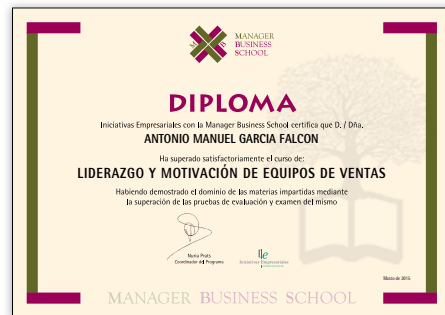 M B
MANAGER
BUSINESS
SCHOOL
DIPLOMA
Iniciativas Empresariales con la Manager Business School certifica que D. / Dña.
ANTONIO MANUEL GARCIA FALCON
Ha superado satisfactoriamente el curso de:
LIDERAZGO Y MOTIVACIÓN DE EQUIPOS DE VENTAS
Habiendo demostrado el dominio de las materias impartidas mediante
la superación de las pruebas de evaluación y examen del mismo
Nuria Prats
Coordinador del Programa
Iniciativas Empresariales
Marzo de 2015
MANAGER BUSINESS SCHOOL